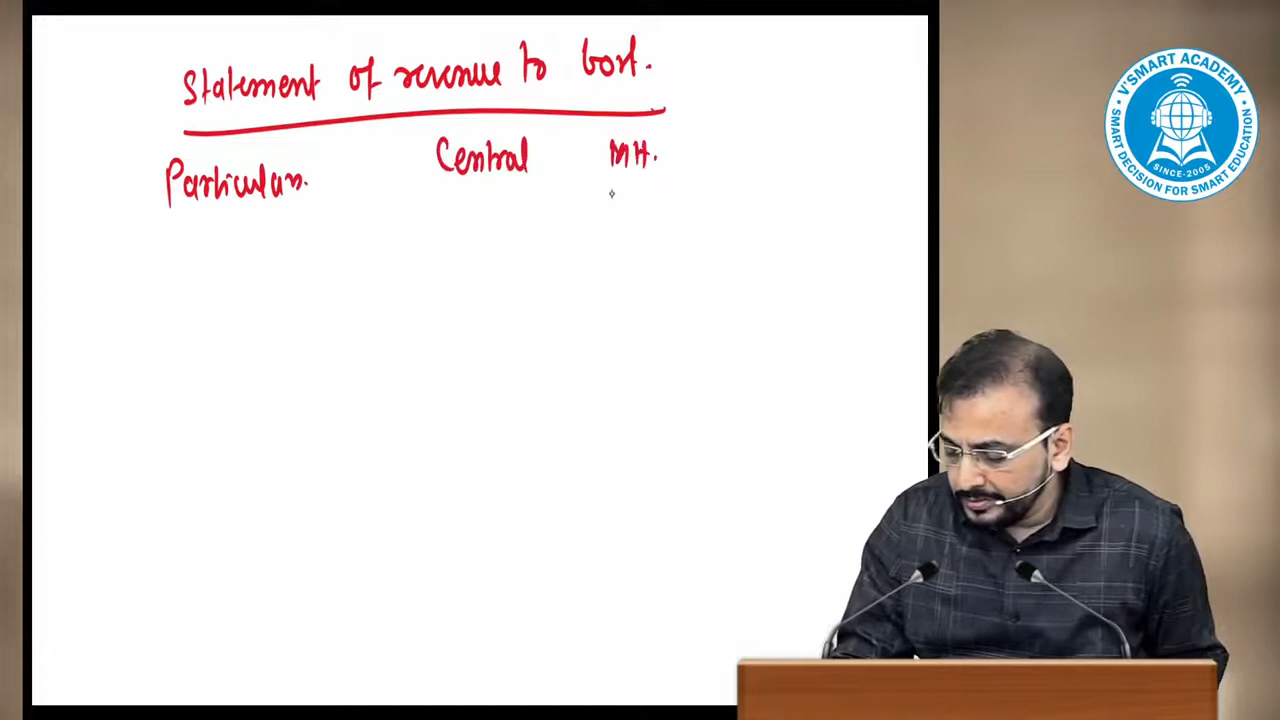 Statement of revenue to Govt.
Particulars. Central MH.
V'SMART ACADEMY
SINCE-2005
SMART DECISION FOR SMART EDUCATION